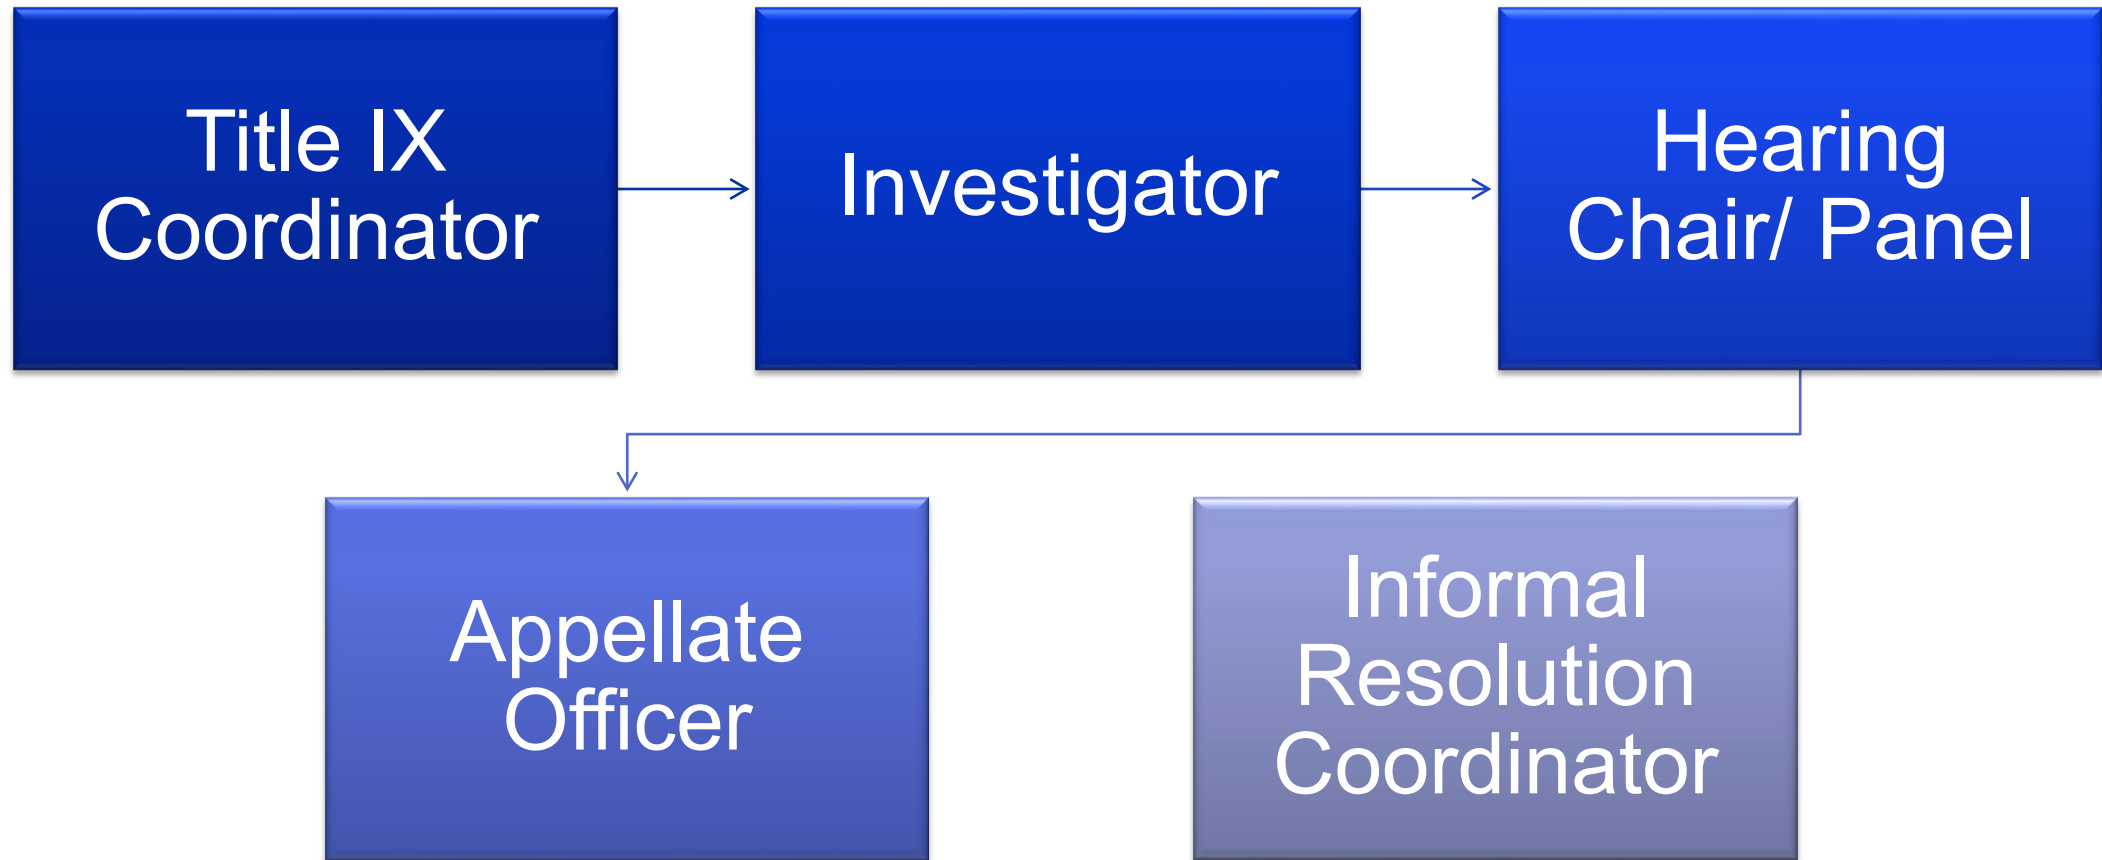 Title IX
Coordinator
Investigator
Hearing
Chair/ Panel
Appellate
Officer
Informal
Resolution
Coordinator